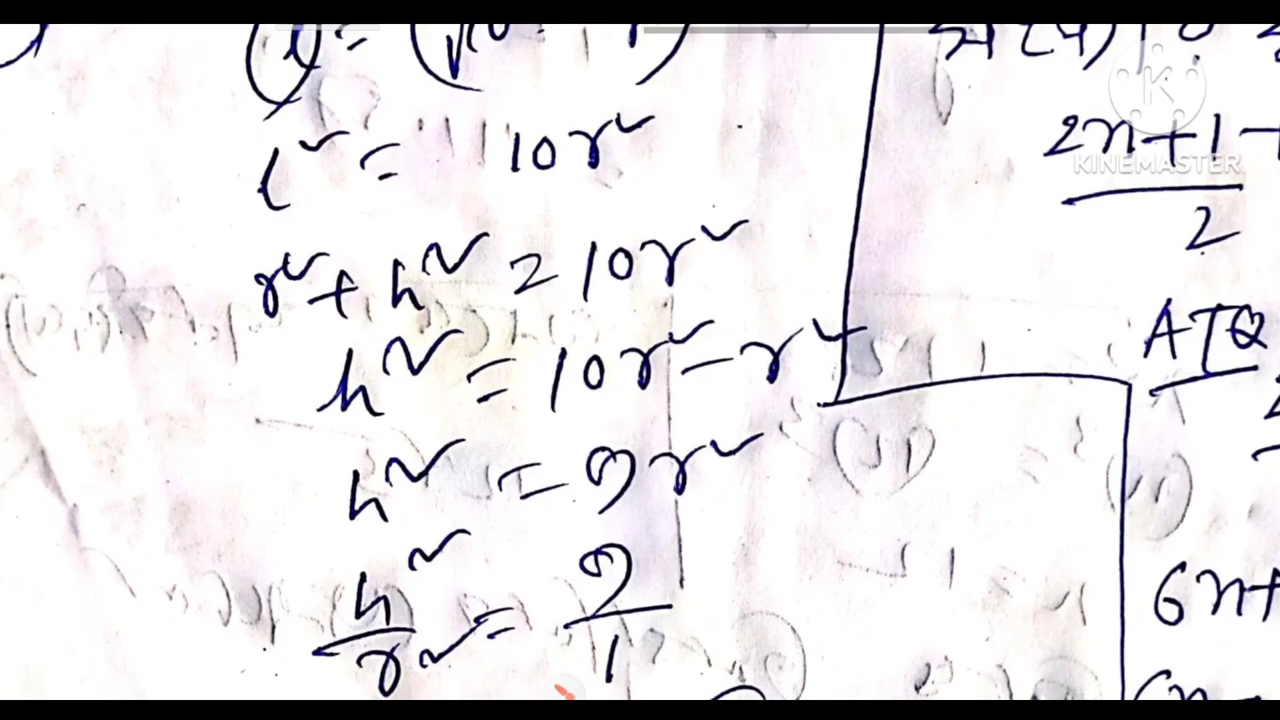 l² = 10r²
r² + h² = 10r²
h² = 10r² - r²
h² = 9r²
h²/r² = 9/1
2n+1
2
ATQ
6n+
KINEMASTER